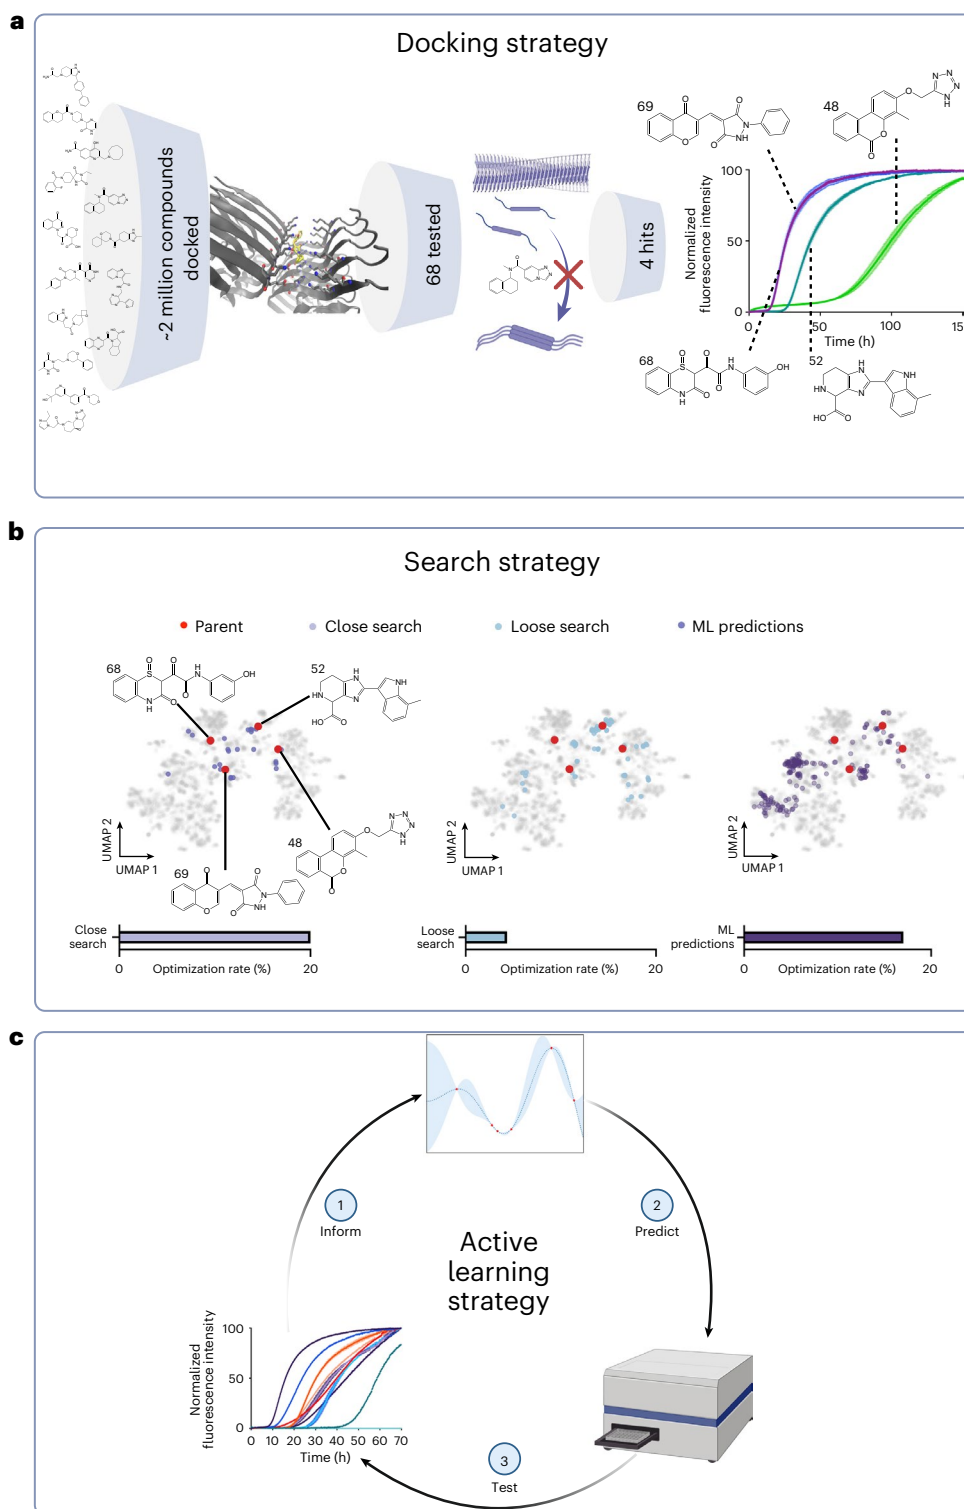 a
Docking strategy
~2 million compounds
docked
68 tested
4 hits
69
48
Normalized
fluorescence intensity
100
50
0
0
50
100
15
Time (h)
68
52
b
Search strategy
Parent
Close search
Loose search
ML predictions
68
52
48
69
UMAP 2
UMAP 1
UMAP 2
UMAP 1
UMAP 2
UMAP 1
Close
search
0
Optimization rate (%)
20
Loose
search
0
Optimization rate (%)
20
ML
predictions
0
Optimization rate (%)
20
c
1
Inform
2
Predict
Active
learning
strategy
Normalized
fluorescence intensity
100
50
0
0 10 20 30 40 50 60 70
Time (h)
3
Test